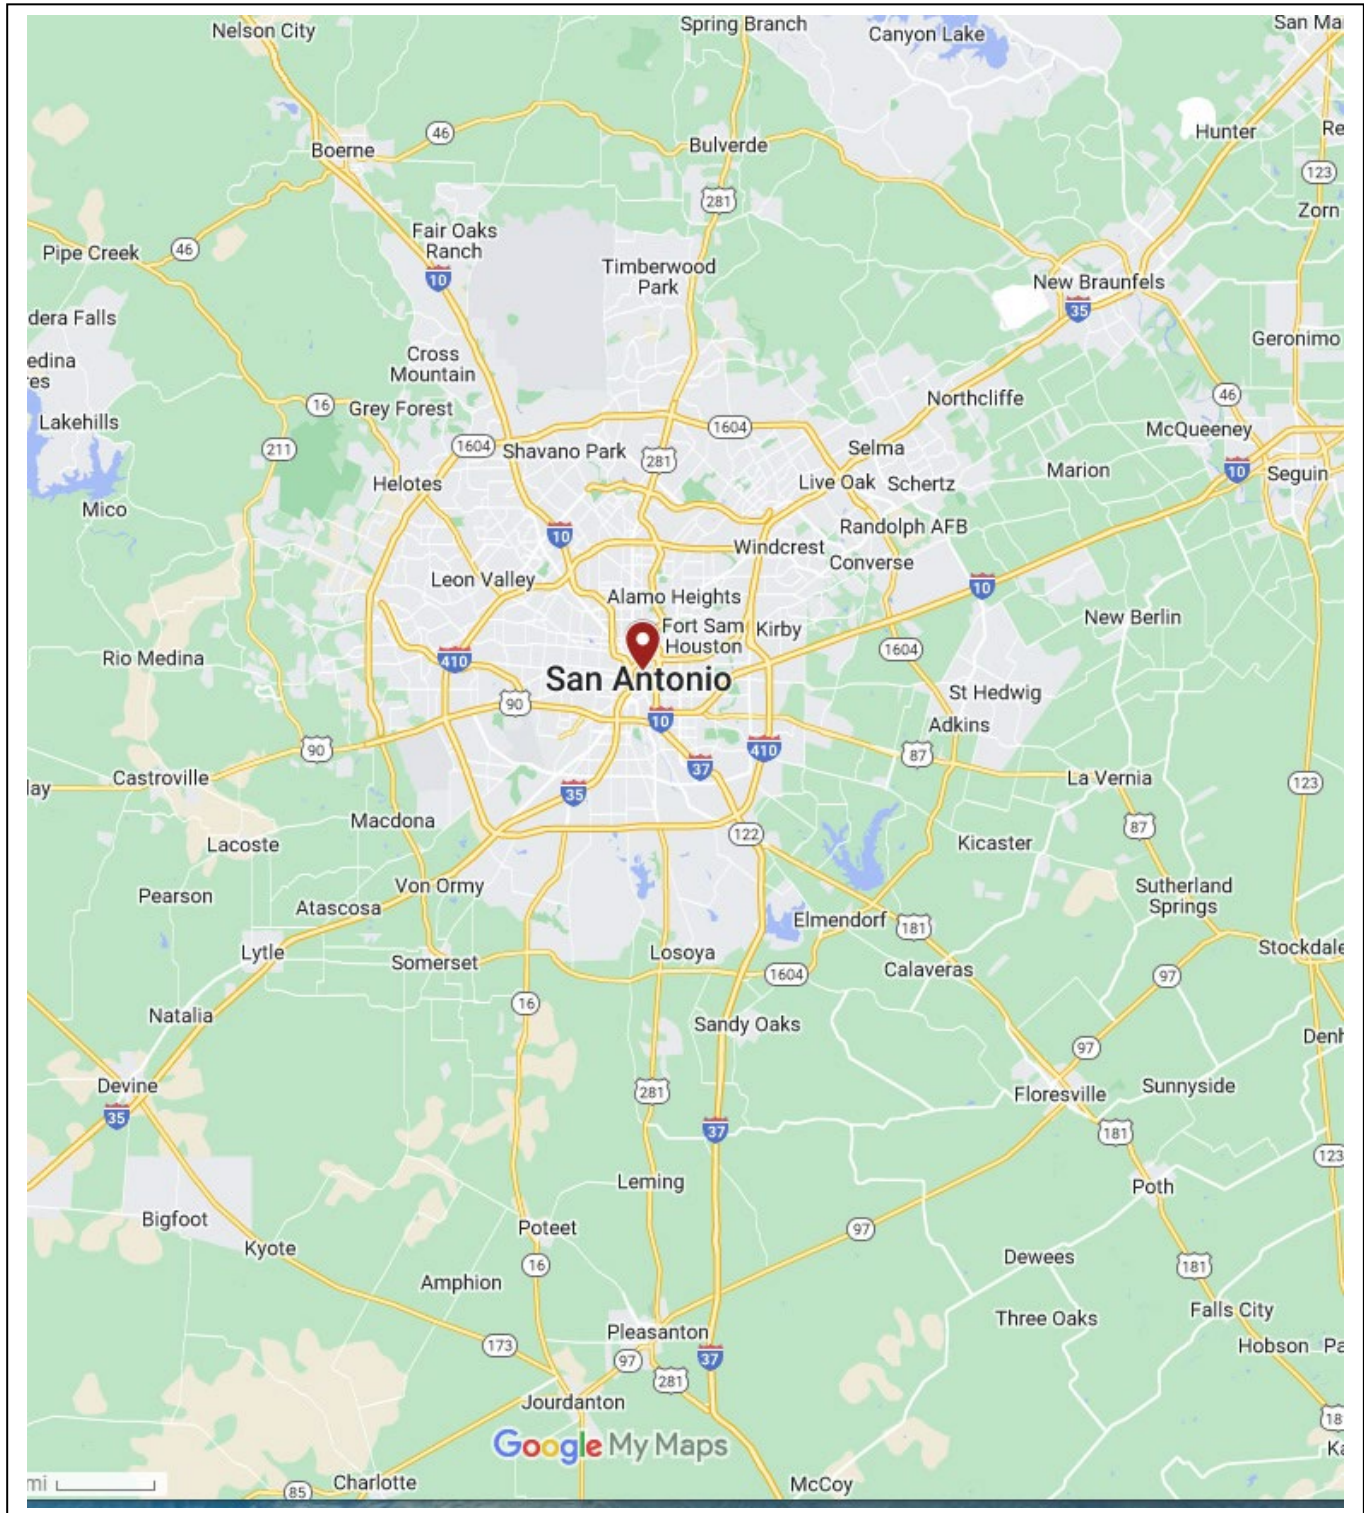 Nelson City
Spring Branch
Canyon Lake
San Ma
46
Boerne
Bulverde
Hunter
Re
123
281
Zorn
Fair Oaks
Ranch
46
Pipe Creek
10
Timberwood
Park
New Braunfels
35
dera Falls
Geronimo
edina
res
Cross
Mountain
Northcliffe
46
16
Grey Forest
Lakehills
1604
McQueeney
211
1604
Shavano Park
281
Selma
Marion
10
Seguin
Helotes
Live Oak
Schertz
Mico
Randolph AFB
10
Windcrest
Converse
Leon Valley
Alamo Heights
10
New Berlin
Fort Sam
Houston
Kirby
1604
Rio Medina
410
San Antonio
St Hedwig
90
10
Adkins
90
410
87
37
Castroville
La Vernia
lay
123
35
Macdona
122
87
Lacoste
Kicaster
Pearson
Von Ormy
Sutherland
Springs
Atascosa
Elmendorf
181
Lytle
Somerset
Losoya
Stockdale
1604
Calaveras
97
16
Natalia
Sandy Oaks
Denh
97
Devine
281
Floresville
Sunnyside
35
37
181
123
Leming
Poth
Bigfoot
Poteet
97
Kyote
16
Dewees
181
Amphion
Three Oaks
Falls City
Pleasanton
173
97
37
Hobson
Pa
281
Jourdanton
18
Google My Maps
Ka
mi
Charlotte
85
McCoy